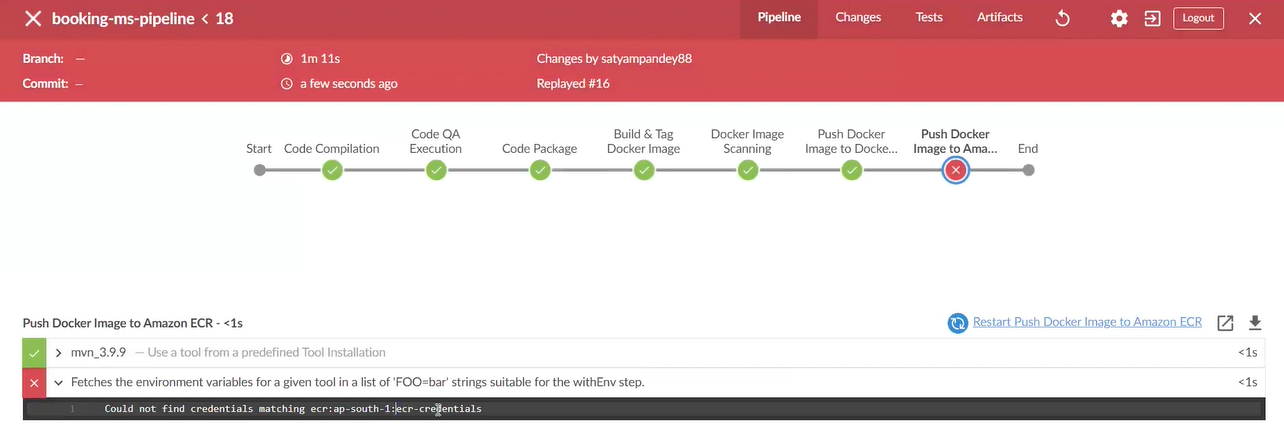 booking-ms-pipeline < 18
Pipeline
Changes
Tests
Artifacts
Logout
Branch: —
1m 11s
Changes by satyampandey88
Commit: —
a few seconds ago
Replayed #16
Start
Code Compilation
Code QA
Execution
Code Package
Build & Tag
Docker Image
Docker Image
Scanning
Push Docker
Image to Docke...
Push Docker
Image to Ama...
End
Push Docker Image to Amazon ECR - <1s
Restart Push Docker Image to Amazon ECR
mvn_3.9.9 — Use a tool from a predefined Tool Installation
<1s
Fetches the environment variables for a given tool in a list of 'FOO=bar' strings suitable for the withEnv step.
<1s
1 Could not find credentials matching ecr:ap-south-1:ecr-credentials